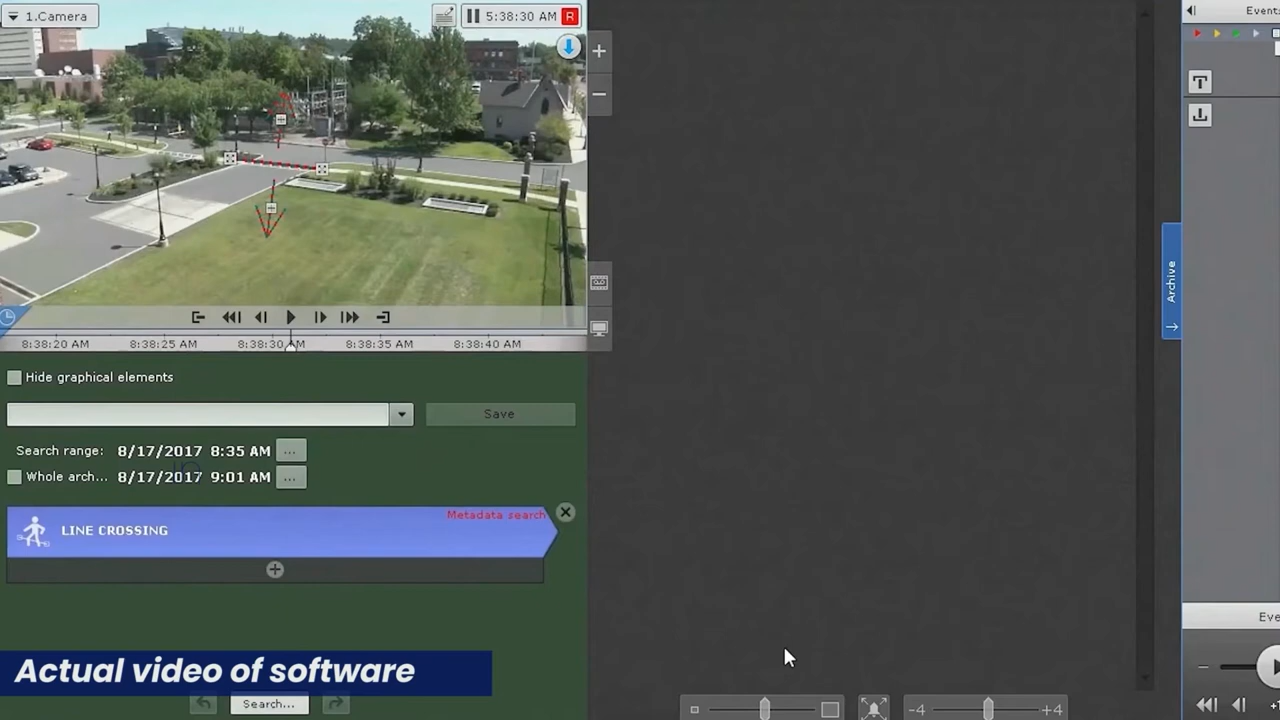 1.Camera
5:38:30 AM R
Events
8:38:20 AM 8:38:25 AM 8:38:30 AM 8:38:35 AM 8:38:40 AM
Archive
Hide graphical elements
Save
Search range: 8/17/2017 8:35 AM ...
Whole arch... 8/17/2017 9:01 AM ...
Metadata search
LINE CROSSING
Eve
Actual video of software
Search...
-4 +4